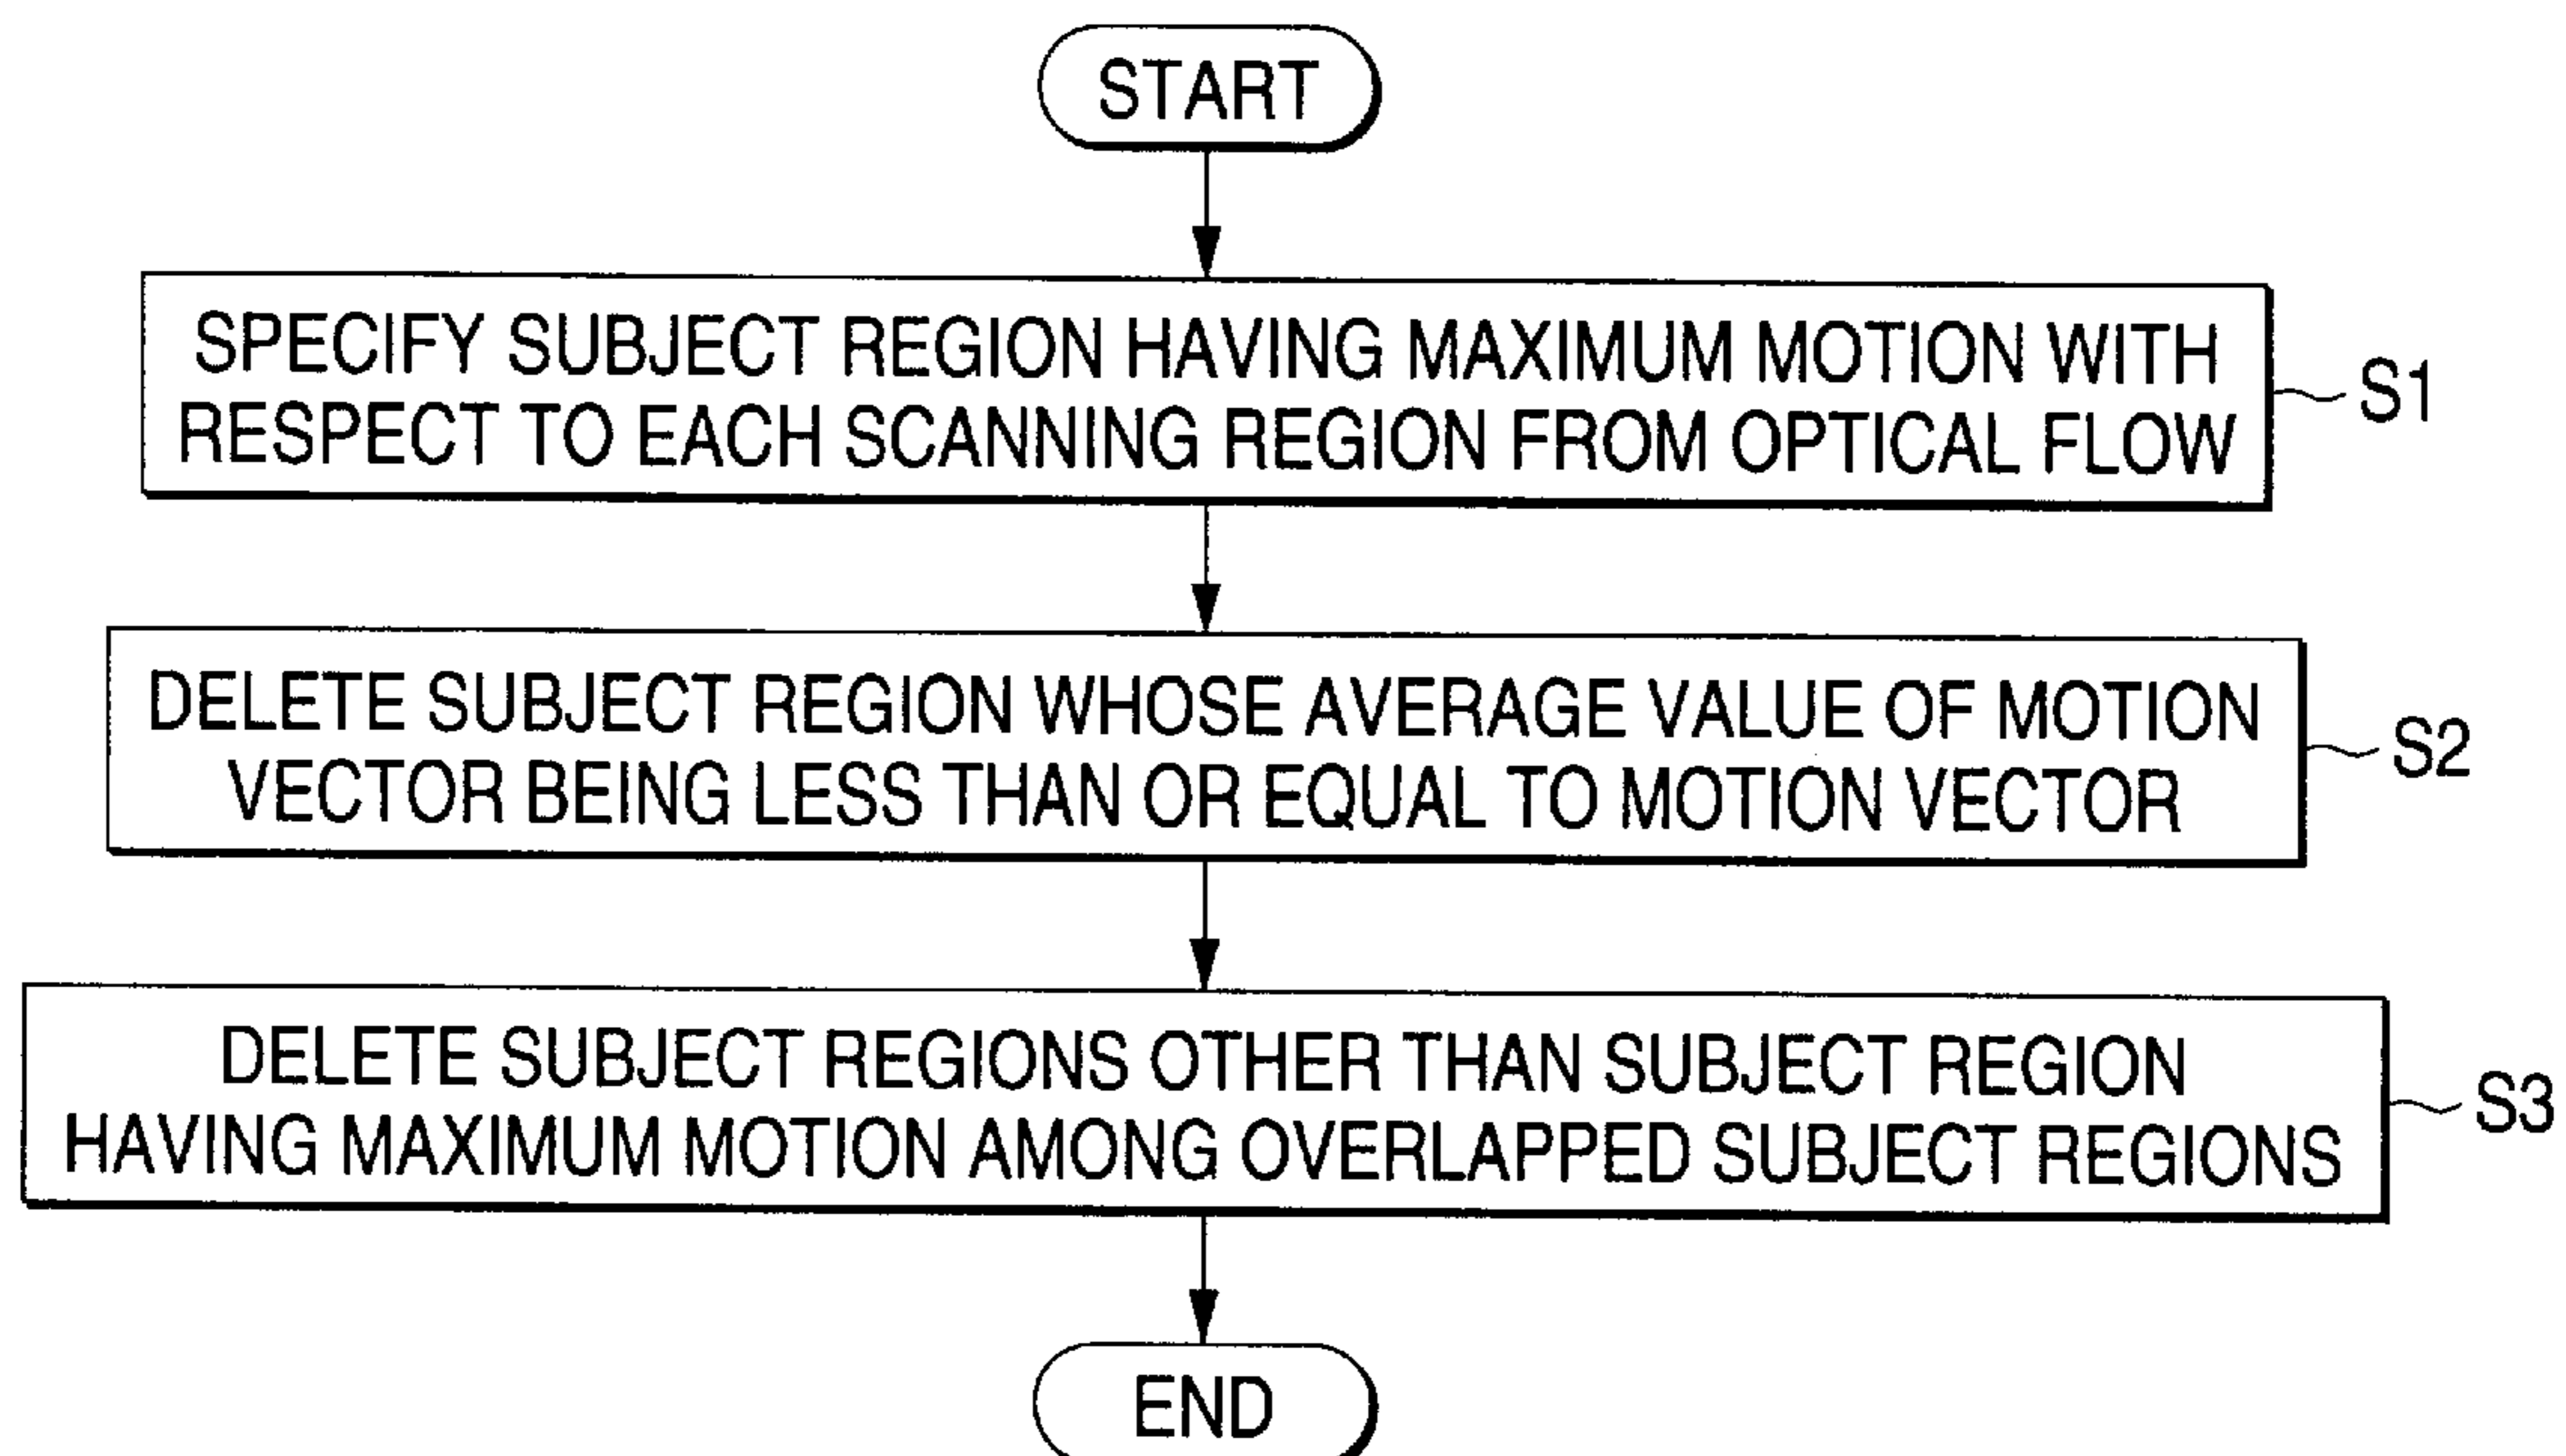 START
SPECIFY SUBJECT REGION HAVING MAXIMUM MOTION WITH
RESPECT TO EACH SCANNING REGION FROM OPTICAL FLOW
S1
DELETE SUBJECT REGION WHOSE AVERAGE VALUE OF MOTION
VECTOR BEING LESS THAN OR EQUAL TO MOTION VECTOR
S2
DELETE SUBJECT REGIONS OTHER THAN SUBJECT REGION
HAVING MAXIMUM MOTION AMONG OVERLAPPED SUBJECT REGIONS
S3
END